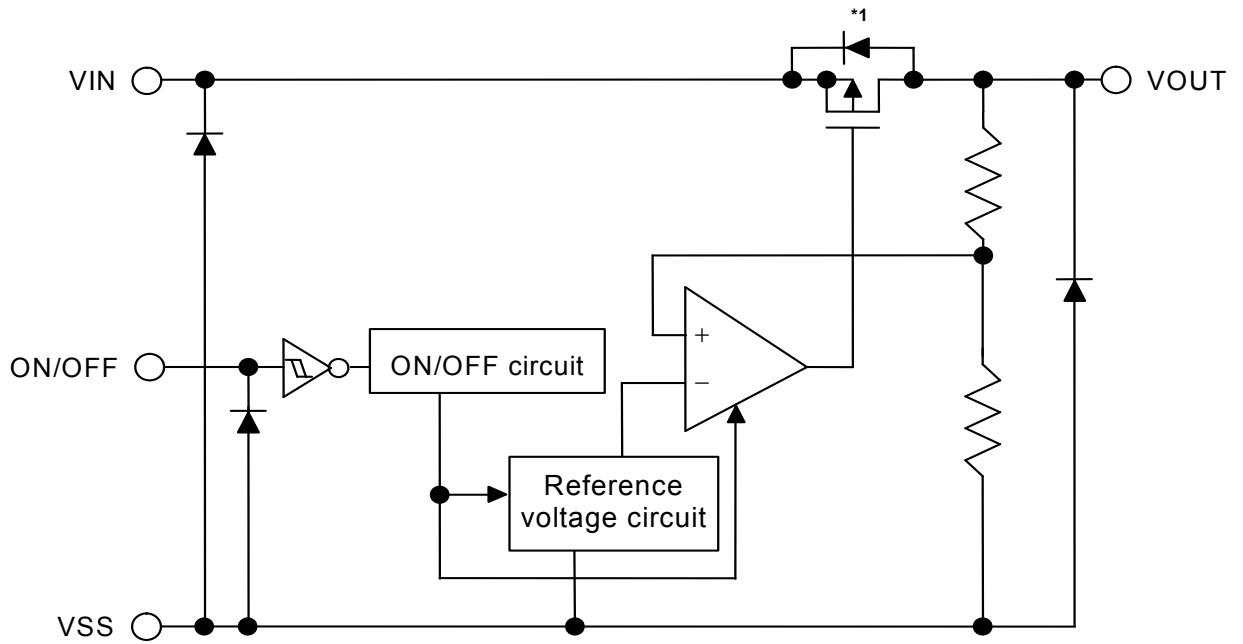 *1
VIN
VOUT
+
−
ON/OFF
ON/OFF circuit
Reference
voltage circuit
VSS